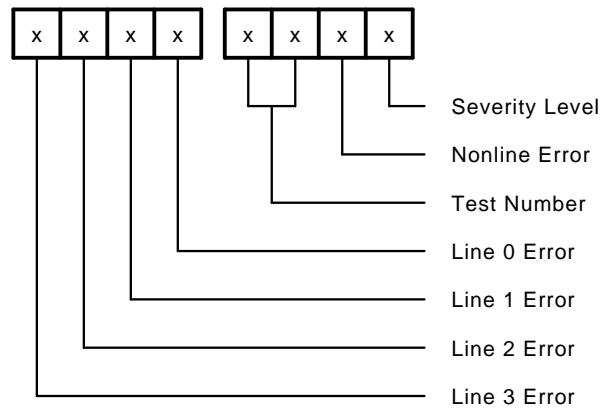 x x x x x x x x
Severity Level
Nonline Error
Test Number
Line 0 Error
Line 1 Error
Line 2 Error
Line 3 Error